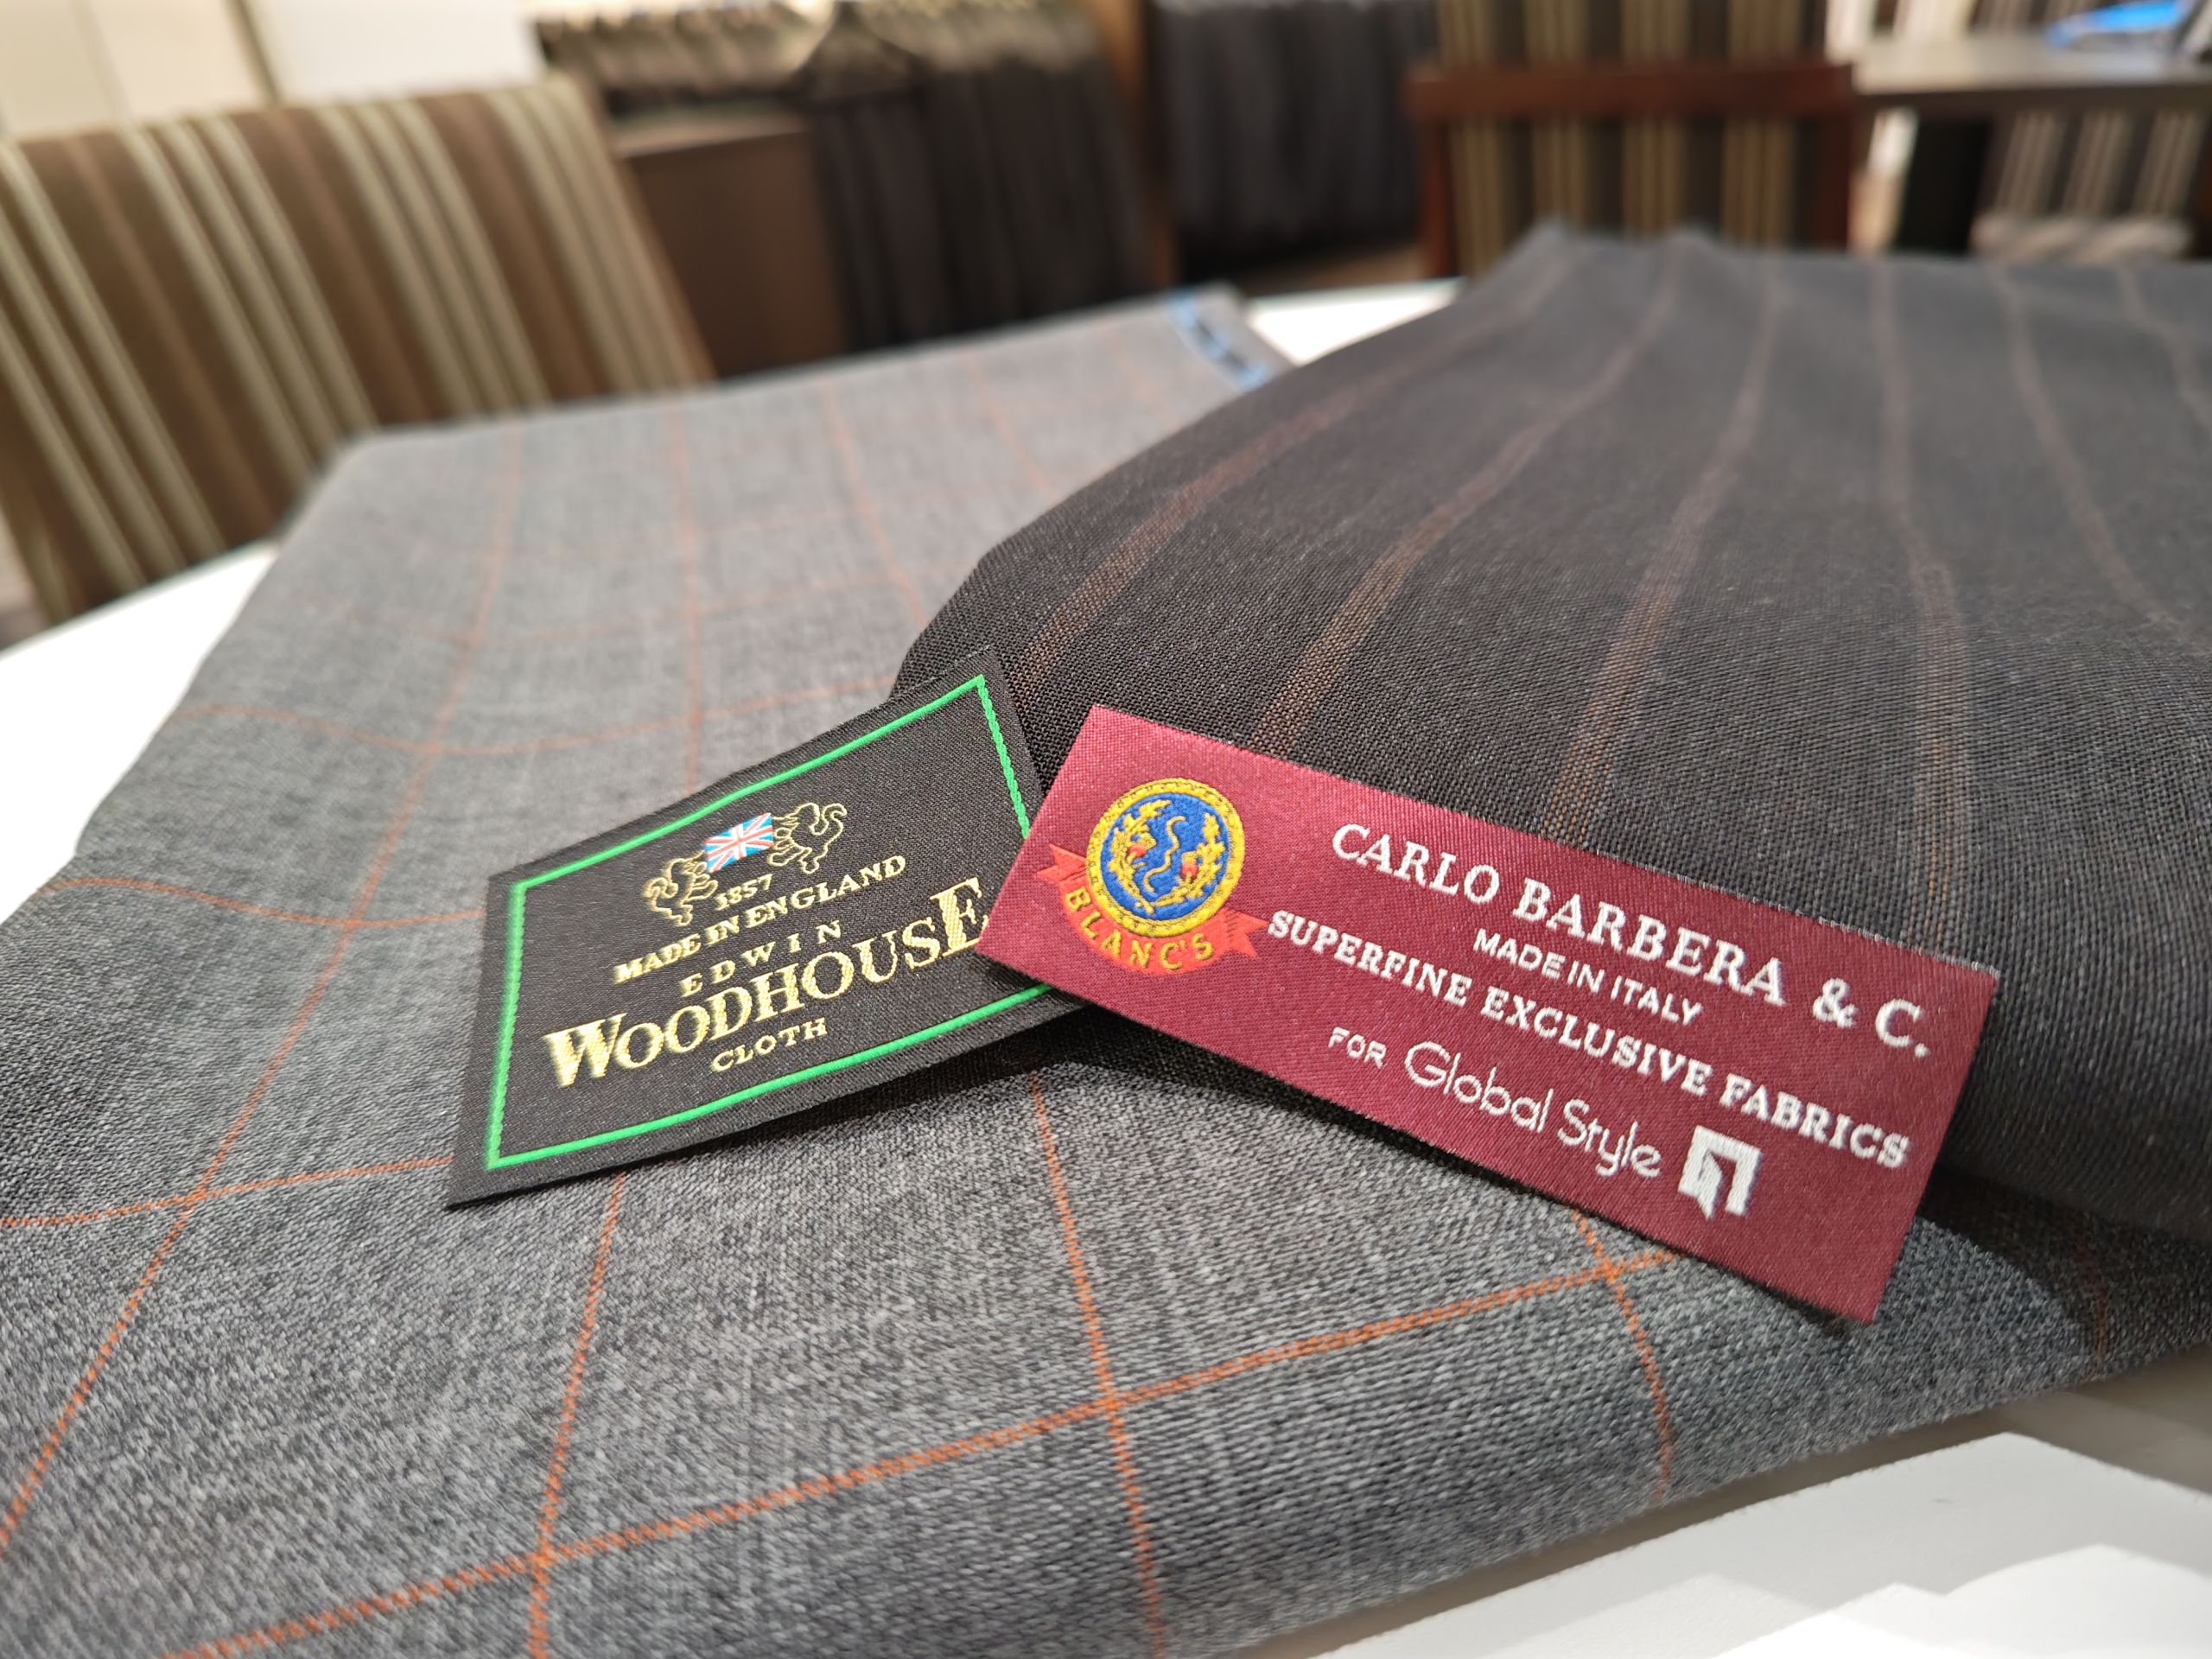 1857
MADE IN ENGLAND
EDWIN
WOODHOUSE
CLOTH
BLANC'S
CARLO BARBERA & C.
MADE IN ITALY
SUPERFINE EXCLUSIVE FABRICS
FOR Global Style